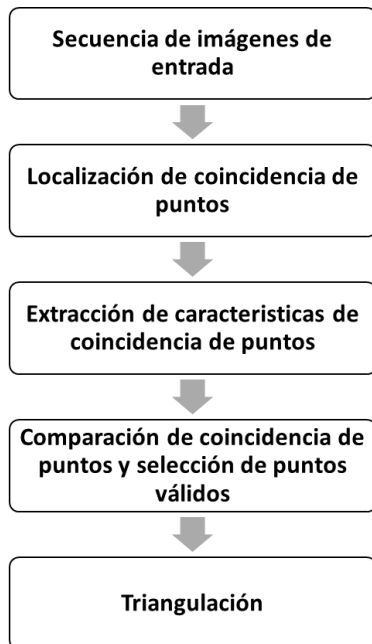 Secuencia de imágenes de
entrada
Localización de coincidencia de
puntos
Extracción de caracteristicas de
coincidencia de puntos
Comparación de coincidencia de
puntos y selección de puntos
válidos
Triangulación